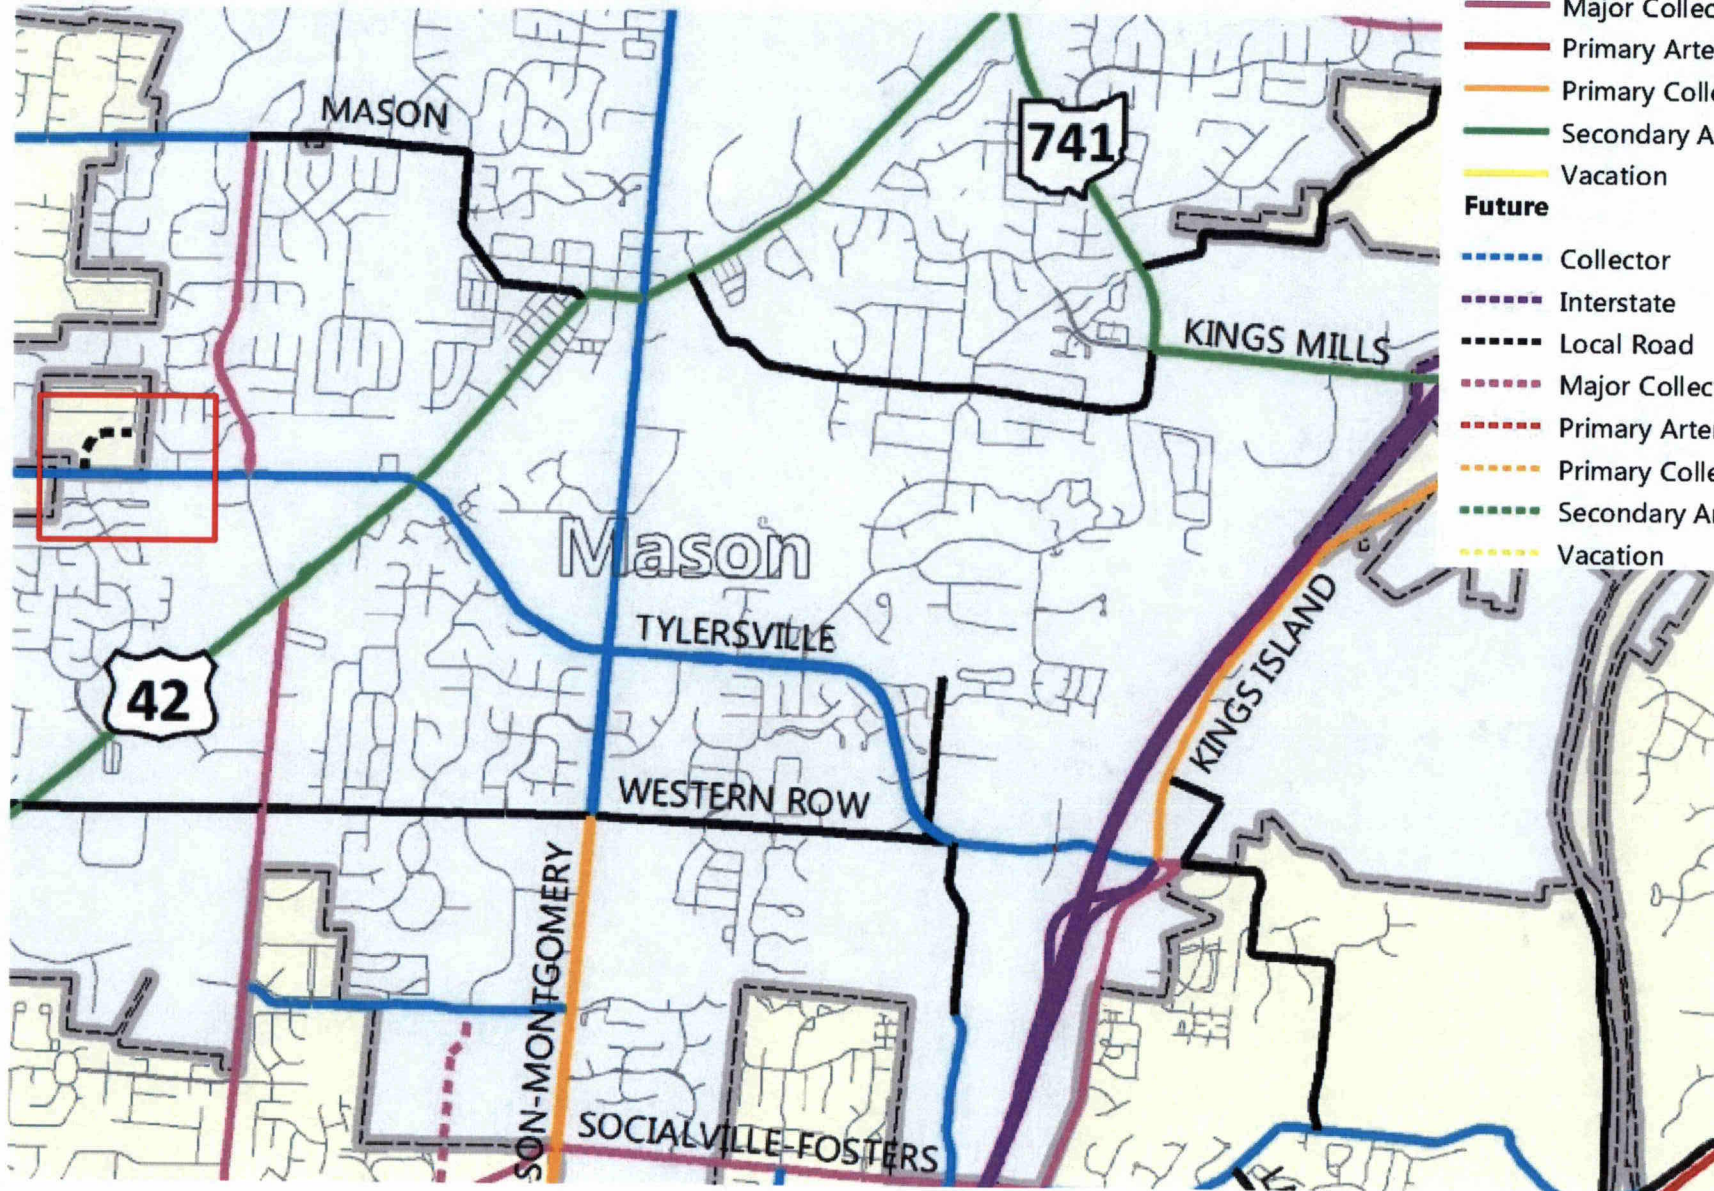 Major Collec
Primary Arte
Primary Colle
Secondary A
Vacation
Future
Collector
Interstate
Local Road
Major Collec
Primary Arter
Primary Colle
Secondary Ar
Vacation
MASON
741
KINGS MILLS
Mason
TYLERSVILLE
KINGS ISLAND
42
WESTERN ROW
SON-MONTGOMERY
SOCIALVILLE-FOSTERS